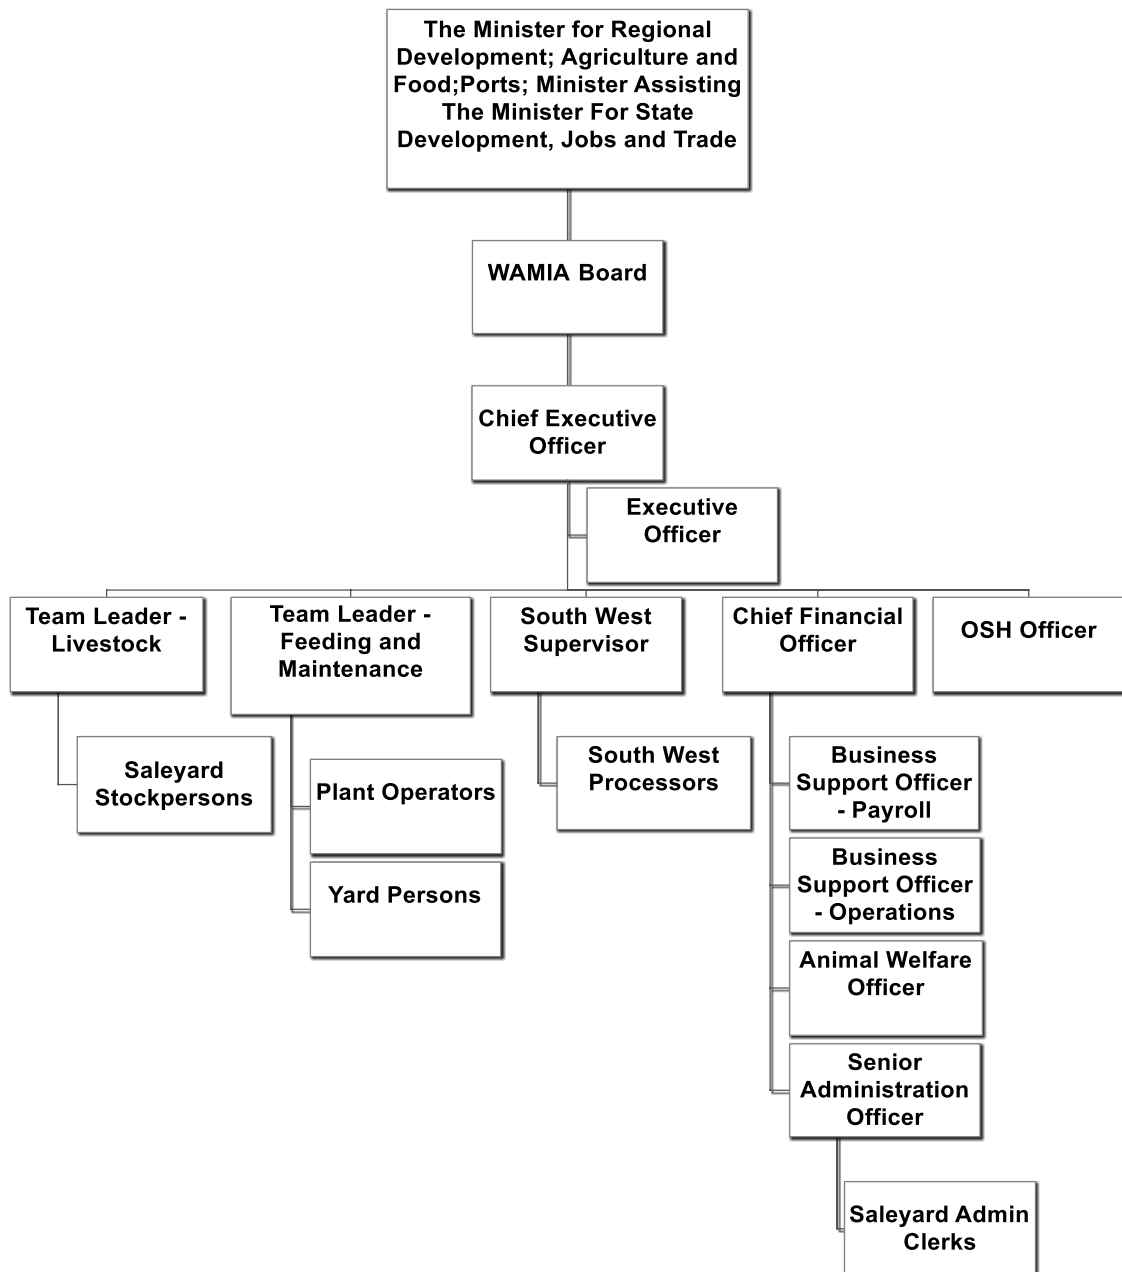 The Minister for Regional
Development; Agriculture and
Food;Ports; Minister Assisting
The Minister For State
Development, Jobs and Trade
WAMIA Board
Chief Executive
Officer
Executive
Officer
Team Leader -
Livestock
Team Leader -
Feeding and
Maintenance
South West
Supervisor
Chief Financial
Officer
OSH Officer
Saleyard
Stockpersons
Plant Operators
Yard Persons
South West
Processors
Business
Support Officer
- Payroll
Business
Support Officer
- Operations
Animal Welfare
Officer
Senior
Administration
Officer
Saleyard Admin
Clerks